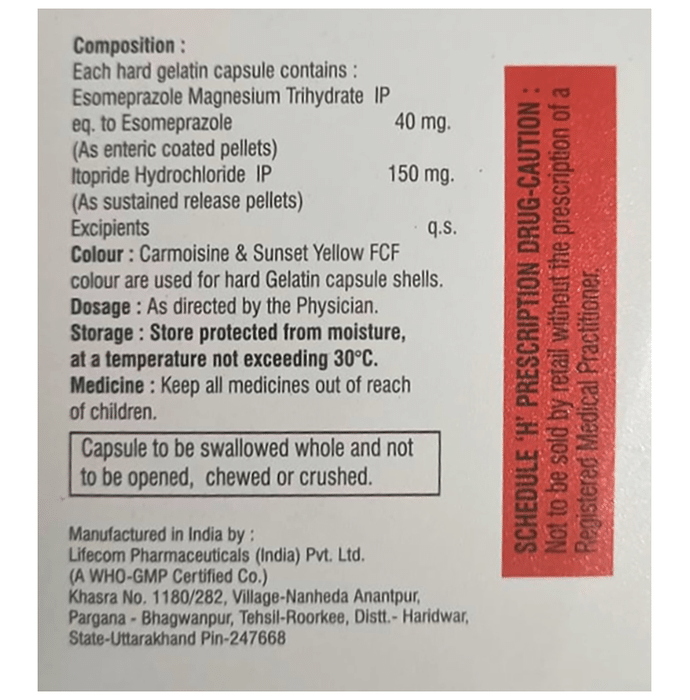 Composition :
Each hard gelatin capsule contains :
Esomeprazole Magnesium Trihydrate IP
eq. to Esomeprazole 40 mg.
(As enteric coated pellets)
Itopride Hydrochloride IP 150 mg.
(As sustained release pellets)
Excipients q.s.
Colour : Carmoisine & Sunset Yellow FCF
colour are used for hard Gelatin capsule shells.
Dosage : As directed by the Physician.
Storage : Store protected from moisture,
at a temperature not exceeding 30°C.
Medicine : Keep all medicines out of reach
of children.
Capsule to be swallowed whole and not
to be opened, chewed or crushed.
Manufactured in India by :
Lifecom Pharmaceuticals (India) Pvt. Ltd.
(A WHO-GMP Certified Co.)
Khasra No. 1180/282, Village-Nanheda Anantpur,
Pargana - Bhagwanpur, Tehsil-Roorkee, Distt.- Haridwar,
State-Uttarakhand Pin-247668
SCHEDULE 'H' PRESCRIPTION DRUG-CAUTION :
Not to be sold by retail without the prescription of a
Registered Medical Practitioner.